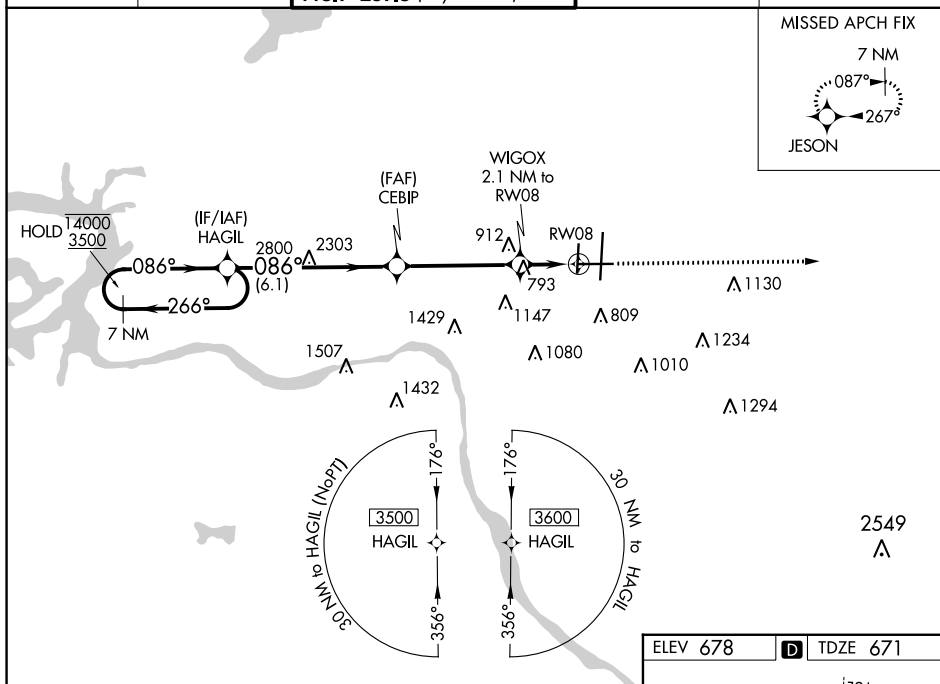 MISSED APCH FIX
7 NM
087°
267°
JESON
WIGOX
2.1 NM to
RW08
(FAF)
CEBIP
(IF/IAF)
HAGIL
HOLD 14000
3500
912
RW08
2800
2303
086°
086°
(6.1)
793
1130
266°
7 NM
1147
809
1429
1234
1080
1010
1507
1432
1294
30 NM to HAGIL (NoPT)
176°
3500
HAGIL
356°
176°
3600
HAGIL
356°
30 NM to HAGIL
2549
ELEV 678
D
TDZE 671